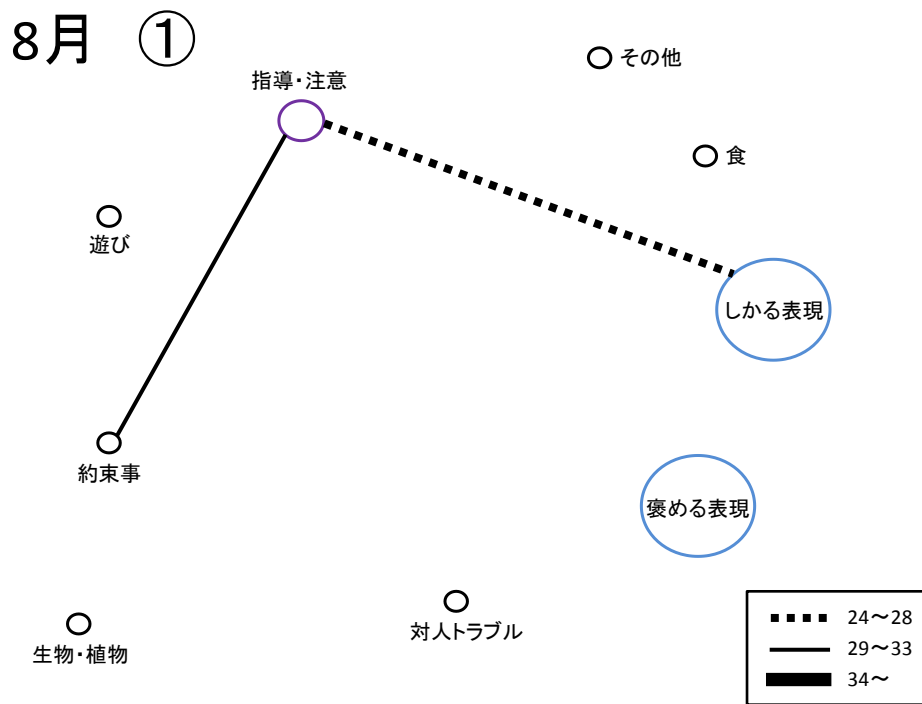 8月 ①
その他
指導・注意
食
遊び
しかる表現
約束事
褒める表現
対人トラブル
生物・植物
24～28
29～33
34～